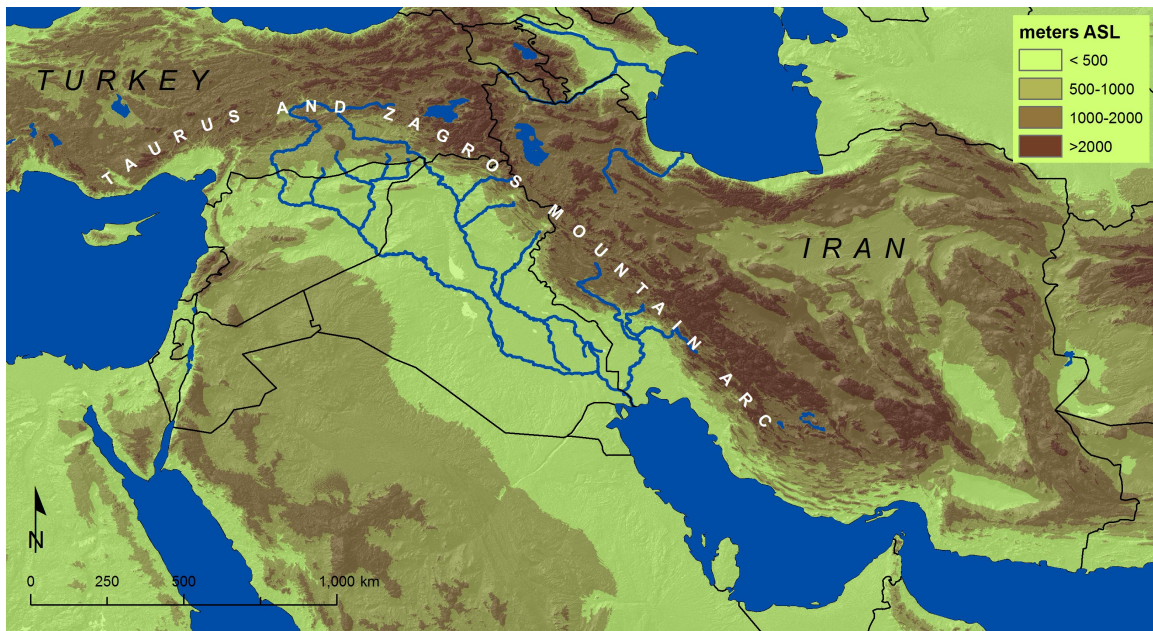 meters ASL
< 500
500-1000
1000-2000
>2000
TURKEY
TAURUS AND ZAGROS MOUNTAIN ARC
IRAN
N
0 250 500 1,000 km